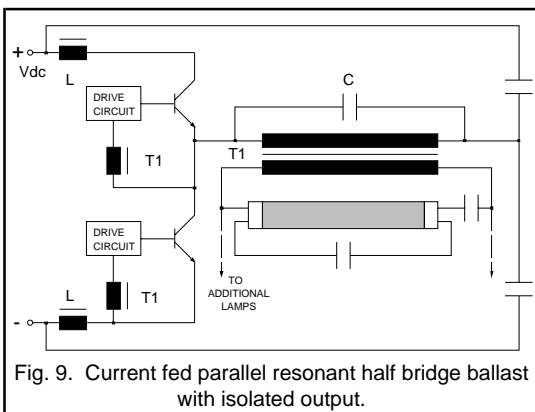 +
Vdc
L
C
DRIVE
CIRCUIT
T1
T1
DRIVE
CIRCUIT
TO
ADDITIONAL
LAMPS
L
T1
-
Fig. 9. Current fed parallel resonant half bridge ballast
with isolated output.